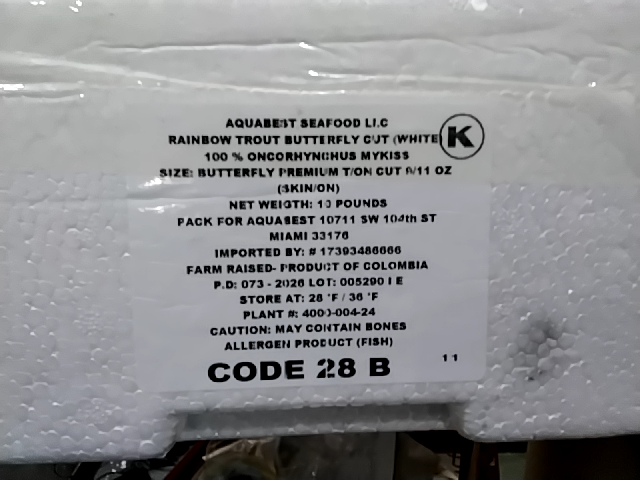 AQUABEST SEAFOOD LLC
RAINBOW TROUT BUTTERFLY CUT (WHITE)
K
100 % ONCORHYNCHUS MYKISS
SIZE: BUTTERFLY PREMIUM T/ON CUT 9/11 OZ
(SKIN/ON)
NET WEIGTH: 10 POUNDS
PACK FOR AQUABEST 10711 SW 104th ST
MIAMI 33176
IMPORTED BY: # 17393486666
FARM RAISED- PRODUCT OF COLOMBIA
P.D: 073 - 2026 LOT: 005290 I E
STORE AT: 28 °F / 36 °F
PLANT #: 4000-004-24
CAUTION: MAY CONTAIN BONES
ALLERGEN PRODUCT (FISH)
CODE 28 B
11